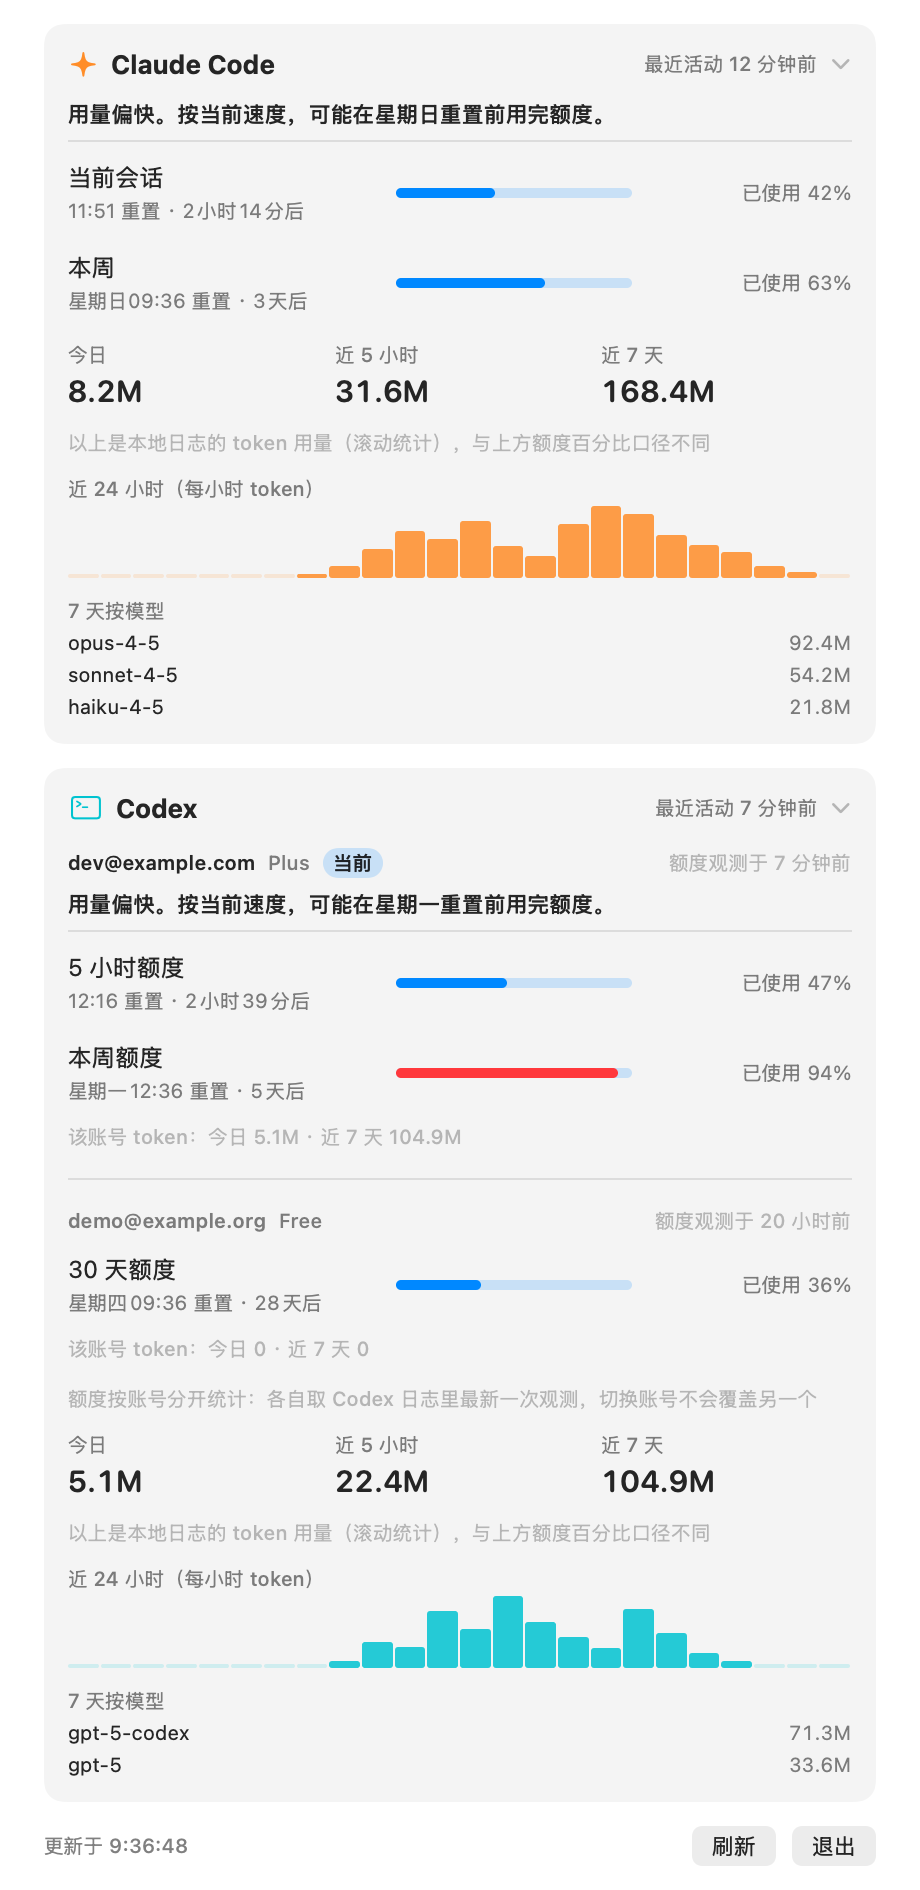 Claude Code 最近活动 12 分钟前
用量偏快。按当前速度，可能在星期日重置前用完额度。
当前会话
11:51 重置 · 2小时14分后
已使用 42%
本周
星期日09:36 重置 · 3天后
已使用 63%
今日 近 5 小时 近 7 天
8.2M 31.6M 168.4M
以上是本地日志的 token 用量（滚动统计），与上方额度百分比口径不同
近 24 小时（每小时 token）
7 天按模型
opus-4-5 92.4M
sonnet-4-5 54.2M
haiku-4-5 21.8M
Codex 最近活动 7 分钟前
dev@example.com Plus 当前 额度观测于 7 分钟前
用量偏快。按当前速度，可能在星期一重置前用完额度。
5 小时额度
12:16 重置 · 2小时39分后
已使用 47%
本周额度
星期一12:36 重置 · 5天后
已使用 94%
该账号 token：今日 5.1M · 近 7 天 104.9M
demo@example.org Free 额度观测于 20 小时前
30 天额度
星期四09:36 重置 · 28天后
已使用 36%
该账号 token：今日 0 · 近 7 天 0
额度按账号分开统计：各自取 Codex 日志里最新一次观测，切换账号不会覆盖另一个
今日 近 5 小时 近 7 天
5.1M 22.4M 104.9M
以上是本地日志的 token 用量（滚动统计），与上方额度百分比口径不同
近 24 小时（每小时 token）
7 天按模型
gpt-5-codex 71.3M
gpt-5 33.6M
更新于 9:36:48 刷新 退出